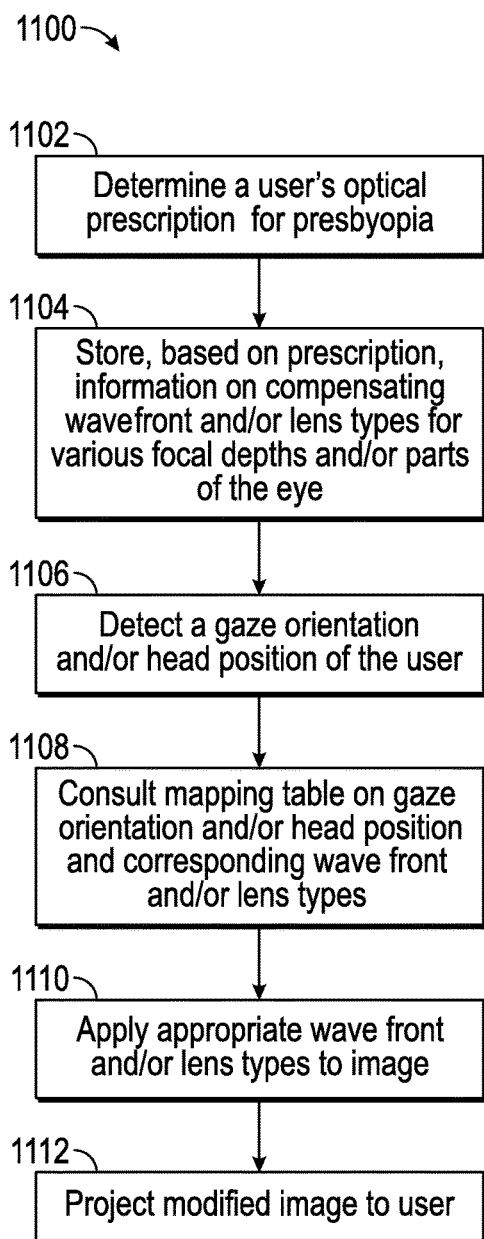 1100
1102
Determine a user's optical
prescription for presbyopia
1104
Store, based on prescription,
information on compensating
wavefront and/or lens types for
various focal depths and/or parts
of the eye
1106
Detect a gaze orientation
and/or head position of the user
1108
Consult mapping table on gaze
orientation and/or head position
and corresponding wave front
and/or lens types
1110
Apply appropriate wave front
and/or lens types to image
1112
Project modified image to user